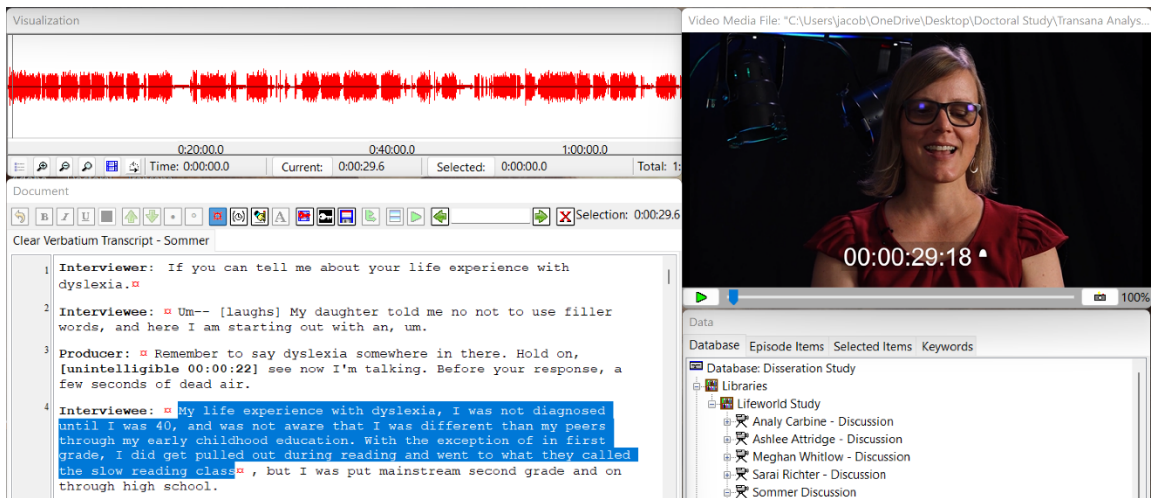 Visualization
0:20:00.0 0:40:00.0 1:00:00.0
Time: 0:00:00.0 Current: 0:00:29.6 Selected: 0:00:00.0 Total: 1:
Document
B I U A Selection: 0:00:29.6
Clear Verbatium Transcript - Sommer
1 Interviewer: If you can tell me about your life experience with
dyslexia.¤
2 Interviewee: ¤ Um-- [laughs] My daughter told me no not to use filler
words, and here I am starting out with an, um.
3 Producer: ¤ Remember to say dyslexia somewhere in there. Hold on,
[unintelligible 00:00:22] see now I'm talking. Before your response, a
few seconds of dead air.
4 Interviewee: ¤ My life experience with dyslexia, I was not diagnosed
until I was 40, and was not aware that I was different than my peers
through my early childhood education. With the exception of in first
grade, I did get pulled out during reading and went to what they called
the slow reading class¤ , but I was put mainstream second grade and on
through high school.
Video Media File: "C:\Users\jacob\OneDrive\Desktop\Doctoral Study\Transana Analys...
00:00:29:18
100%
Data
Database Episode Items Selected Items Keywords
Database: Disseration Study
Libraries
Lifeworld Study
Analy Carbine - Discussion
Ashlee Attridge - Discussion
Meghan Whitlow - Discussion
Sarai Richter - Discussion
Sommer Discussion